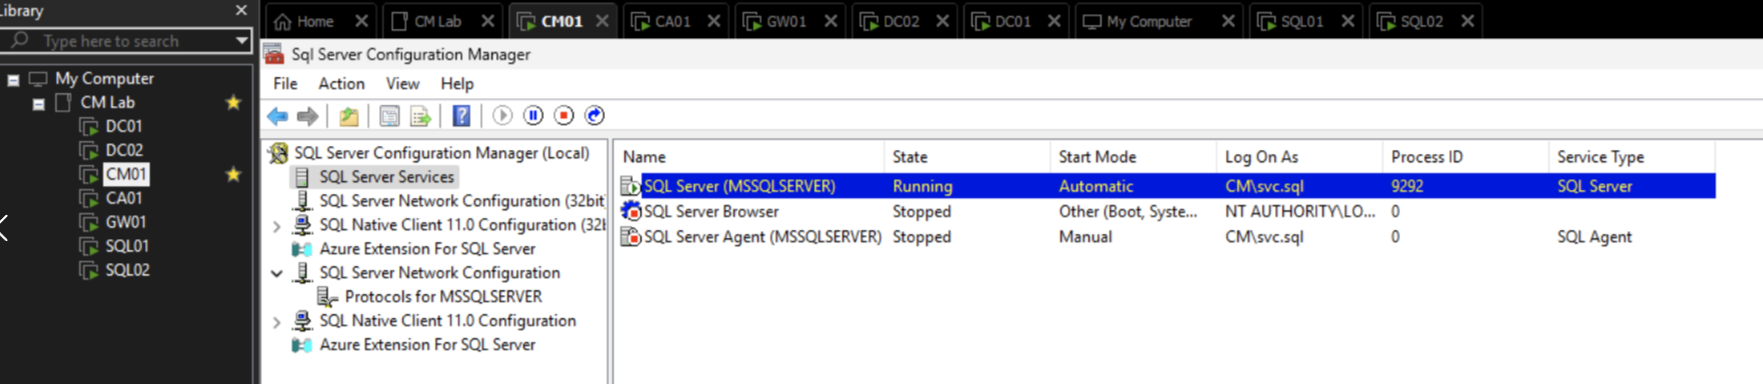 Library
Type here to search
My Computer
CM Lab
DC01
DC02
CM01
CA01
GW01
SQL01
SQL02
Home CM Lab CM01 CA01 GW01 DC02 DC01 My Computer SQL01 SQL02
Sql Server Configuration Manager
File Action View Help
SQL Server Configuration Manager (Local)
SQL Server Services
SQL Server Network Configuration (32bit
SQL Native Client 11.0 Configuration (32b
Azure Extension For SQL Server
SQL Server Network Configuration
Protocols for MSSQLSERVER
SQL Native Client 11.0 Configuration
Azure Extension For SQL Server
Name State Start Mode Log On As Process ID Service Type
SQL Server (MSSQLSERVER) Running Automatic CM\svc.sql 9292 SQL Server
SQL Server Browser Stopped Other (Boot, Syste... NT AUTHORITY\LO... 0
SQL Server Agent (MSSQLSERVER) Stopped Manual CM\svc.sql 0 SQL Agent